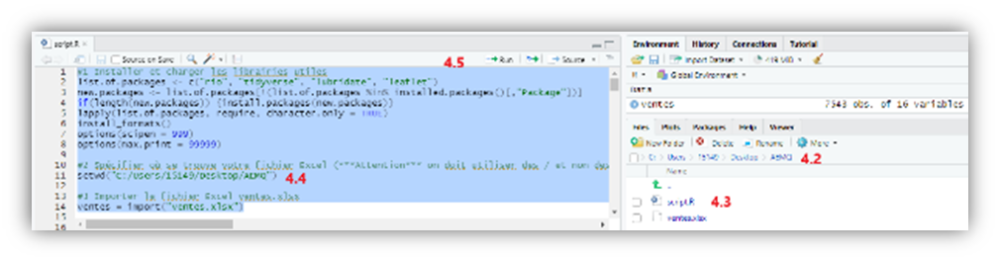 script.R
Source on Save
Run
Source
4.5
1 #1 Installer et charger les librairies utiles
2 list.of.packages <- c("rio", "tidyverse", "lubridate", "leaflet")
3 new.packages <- list.of.packages[!(list.of.packages %in% installed.packages()[,"Package"])]
4 if(length(new.packages)) {install.packages(new.packages)}
5 lapply(list.of.packages, require, character.only = TRUE)
6 install_formats()
7 options(scipen = 999)
8 options(max.print = 99999)
9
10 #2 Spécifier où se trouve votre fichier Excel (***Attention*** on doit utiliser des / et non des
11 setwd("C:/Users/15149/Desktop/AEMQ")
4.4
12
13 #3 Importer le fichier Excel ventes.xlsx
14 ventes = import("ventes.xlsx")
15
16
Environment History Connections Tutorial
Import Dataset
R Global Environment
Data
ventes 7543 obs. of 16 variables
Files Plots Packages Help Viewer
New Folder Delete Rename More
C: Users 15149 Desktop AEMQ
4.2
Name
..
script.R
4.3
ventes.xlsx